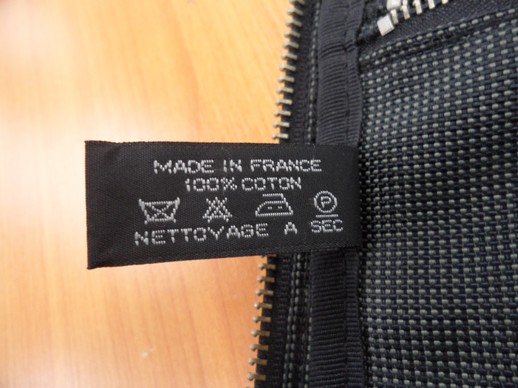 MADE IN FRANCE
100% COTON
P
NETTOYAGE A SEC